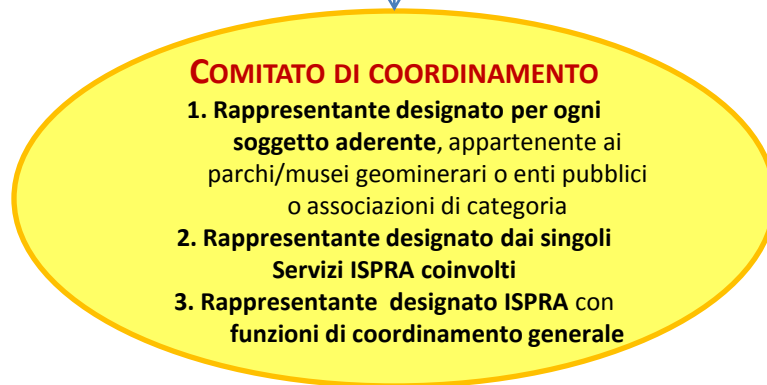 COMITATO DI COORDINAMENTO
1. Rappresentante designato per ogni
soggetto aderente, appartenente ai
parchi/musei geominerari o enti pubblici
o associazioni di categoria
2. Rappresentante designato dai singoli
Servizi ISPRA coinvolti
3. Rappresentante designato ISPRA con
funzioni di coordinamento generale